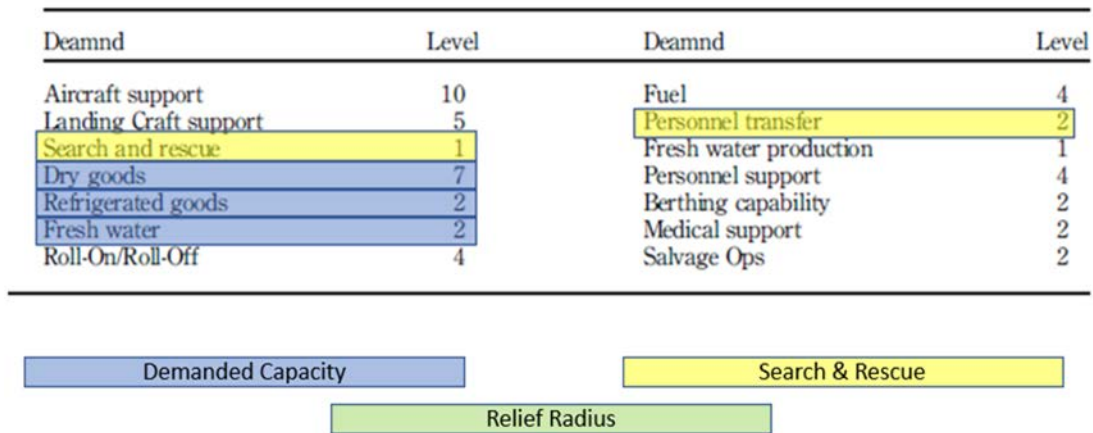 Deamnd Level Deamnd Level
Aircraft support 10 Fuel 4
Landing Craft support 5 Personnel transfer 2
Search and rescue 1 Fresh water production 1
Dry goods 7 Personnel support 4
Refrigerated goods 2 Berthing capability 2
Fresh water 2 Medical support 2
Roll-On/Roll-Off 4 Salvage Ops 2
Demanded Capacity Search & Rescue
Relief Radius